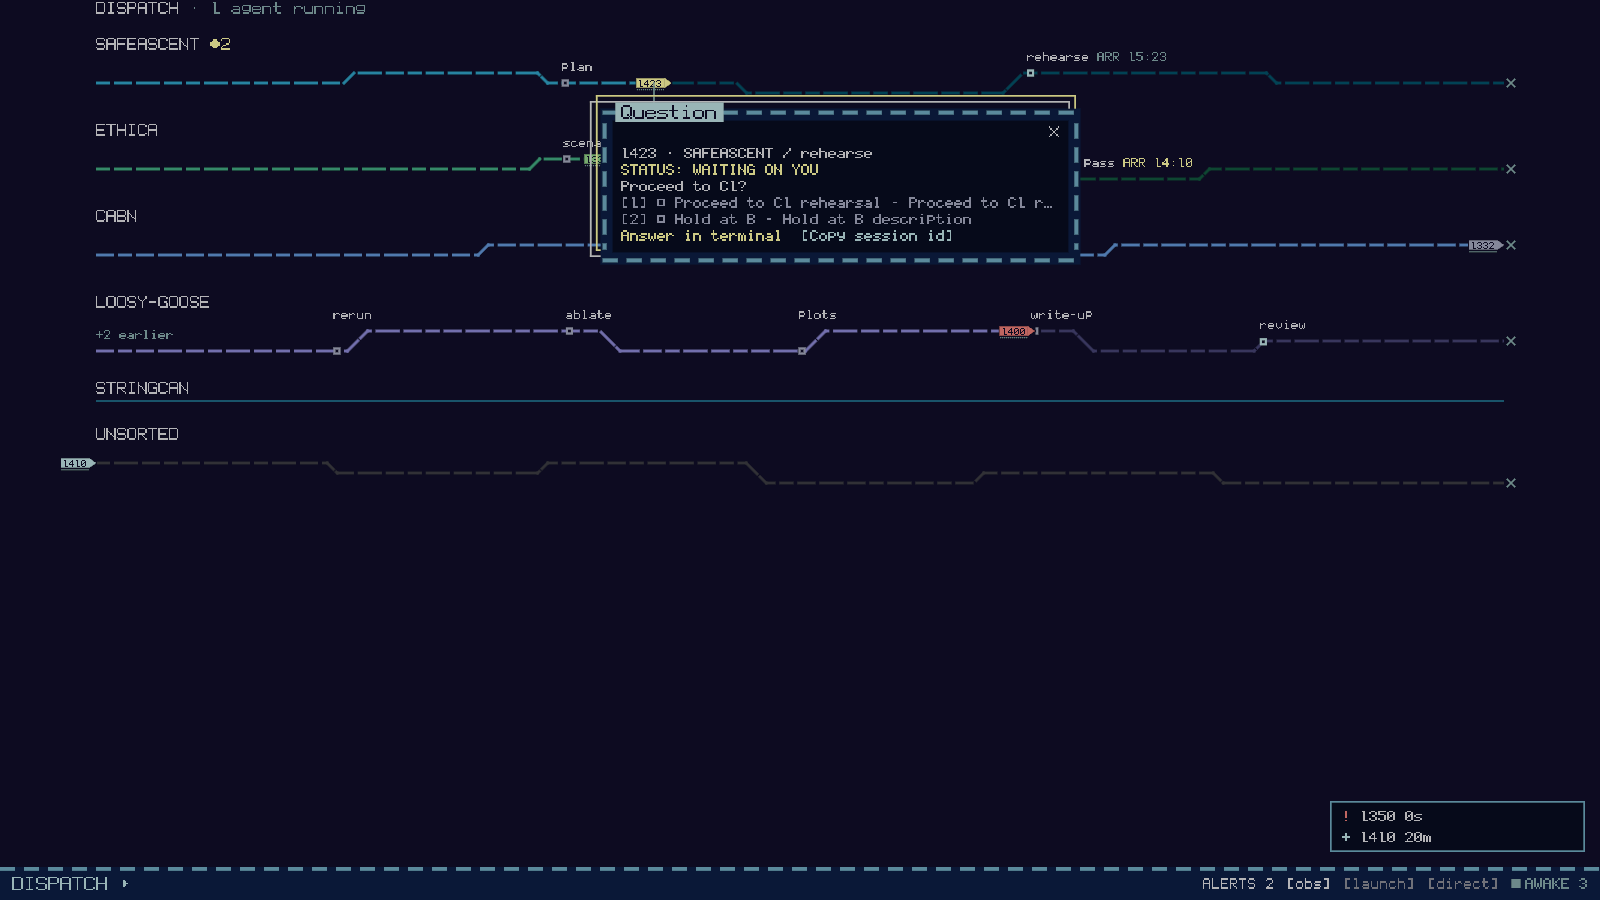 DISPATCH · 1 agent running
SAFEASCENT ●2
Plan
1423
rehearse ARR 15:23
ETHICA
Pass ARR 14:10
CABN
1332
Question
1423 · SAFEASCENT / rehearse
STATUS: WAITING ON YOU
Proceed to C1?
[1] Proceed to C1 rehearsal - Proceed to C1 r…
[2] Hold at B - Hold at B description
Answer in terminal [Copy session id]
LOOSY-GOOSE
+2 earlier
rerun
ablate
Plots
1400
write-up
review
STRINGCAN
UNSORTED
1410
! 1350 0s
+ 1410 20m
DISPATCH
ALERTS 2 [obs] [launch] [direct] AWAKE 3